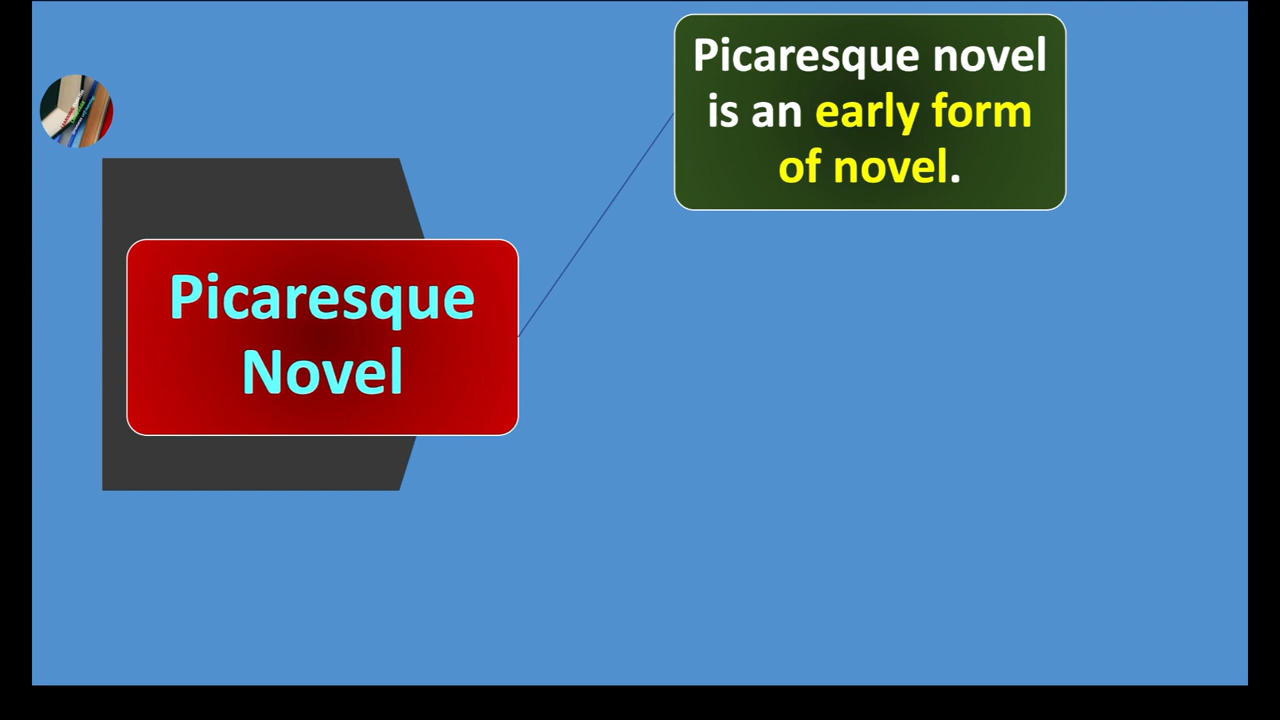 Picaresque novel
is an early form
of novel.
Picaresque
Novel